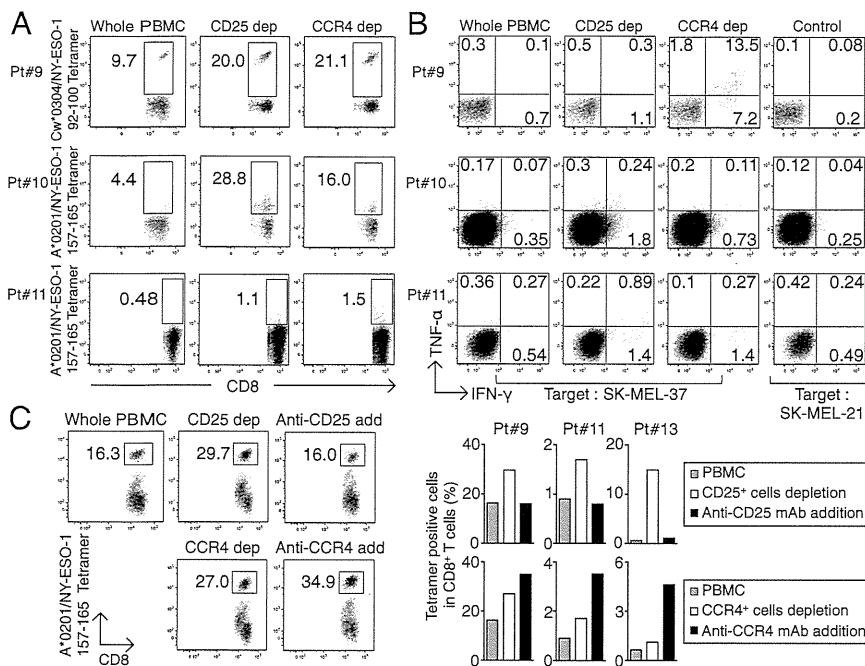 A
Whole PBMC CD25 dep CCR4 dep
Pt#9
Cw*0304/NY-ESO-1
92-100 Tetramer
9.7 20.0 21.1
Pt#10
A*0201/NY-ESO-1
157-165 Tetramer
4.4 28.8 16.0
Pt#11
A*0201/NY-ESO-1
157-165 Tetramer
0.48 1.1 1.5
CD8
B
Whole PBMC CD25 dep CCR4 dep Control
Pt#9
0.3 0.1 0.5 0.3 1.8 13.5 0.1 0.08
0.7 1.1 7.2 0.2
Pt#10
0.17 0.07 0.3 0.24 0.2 0.11 0.12 0.04
0.35 1.8 0.73 0.25
Pt#11
0.36 0.27 0.22 0.89 0.1 0.27 0.42 0.24
0.54 1.4 1.4 0.49
TNF-α
IFN-γ
Target : SK-MEL-37
Target :
SK-MEL-21
C
Whole PBMC CD25 dep Anti-CD25 add
16.3 29.7 16.0
CCR4 dep Anti-CCR4 add
27.0 34.9
A*0201/NY-ESO-1
157-165 Tetramer
CD8
Tetramer positive cells
in CD8+ T cells (%)
Pt#9 Pt#11 Pt#13
40 2 20
20 1 10
0 0 0
PBMC
CD25+ cells depletion
Anti-CD25 mAb addition
40 4 6
20 2 3
0 0 0
PBMC
CCR4+ cells depletion
Anti-CCR4 mAb addition